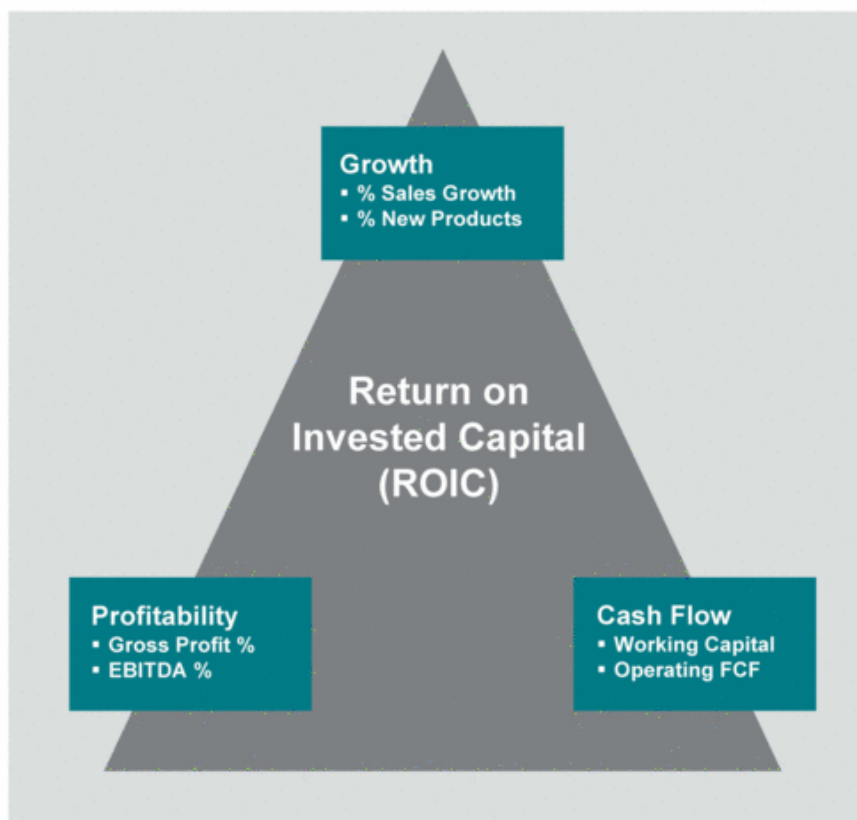 Growth
▪ % Sales Growth
▪ % New Products
Return on
Invested Capital
(ROIC)
Profitability
▪ Gross Profit %
▪ EBITDA %
Cash Flow
▪ Working Capital
▪ Operating FCF